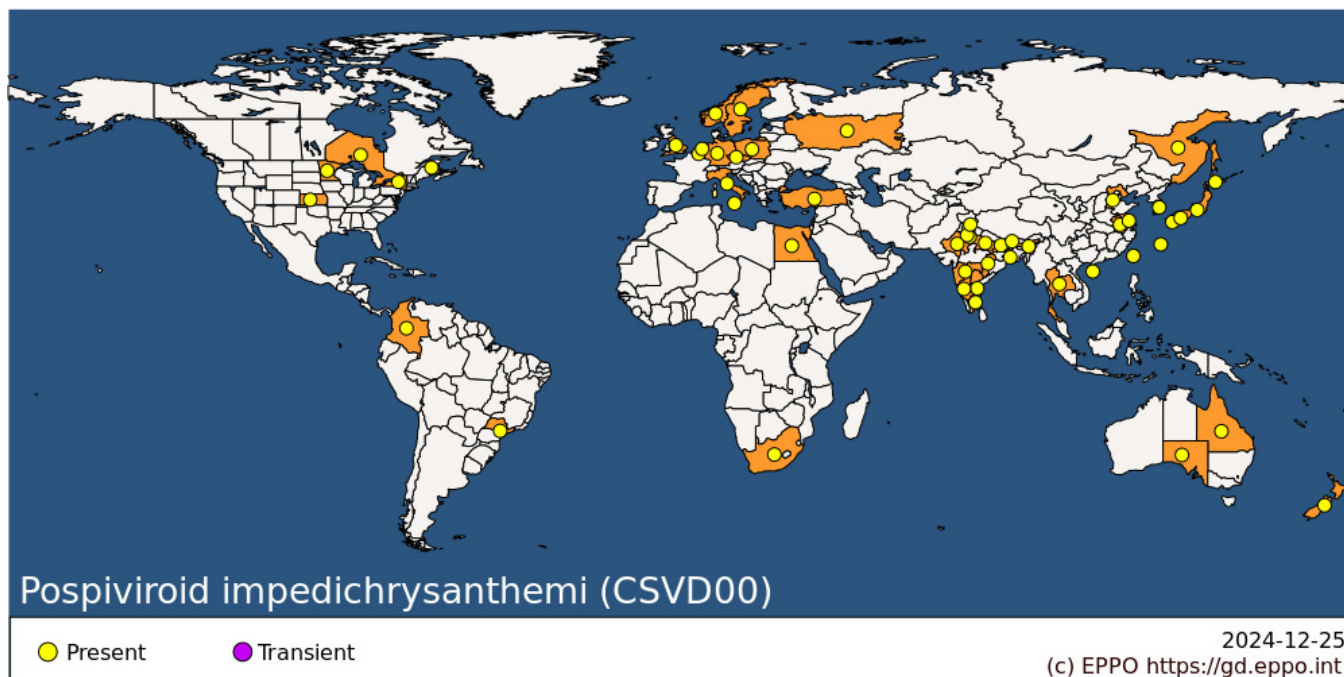 Pospiviroid impedichrysanthemi (CSVD00)
Present
Transient
2024-12-25
(c) EPPO https://gd.eppo.int